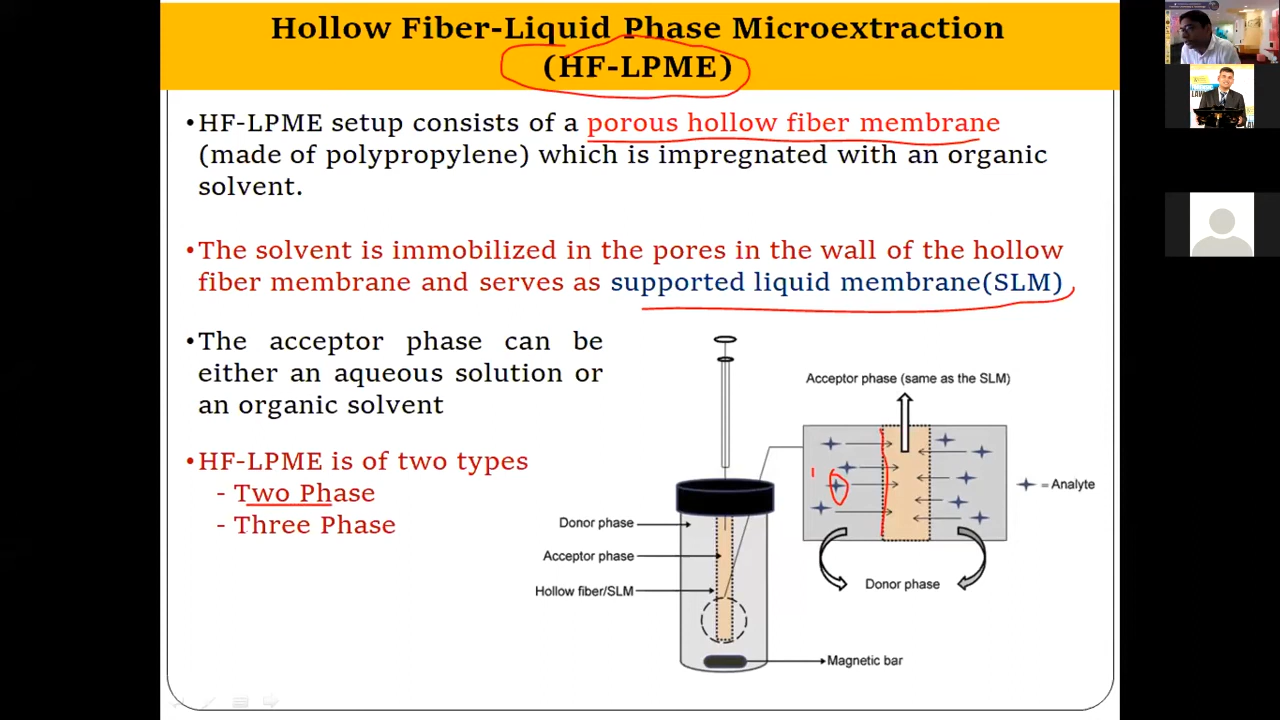 Hollow Fiber-Liquid Phase Microextraction
(HF-LPME)
•HF-LPME setup consists of a porous hollow fiber membrane
(made of polypropylene) which is impregnated with an organic
solvent.
•The solvent is immobilized in the pores in the wall of the hollow
fiber membrane and serves as supported liquid membrane(SLM)
•The acceptor phase can be
either an aqueous solution or
an organic solvent
•HF-LPME is of two types
- Two Phase
- Three Phase
Acceptor phase (same as the SLM)
= Analyte
Donor phase
Donor phase
Acceptor phase
Hollow fiber/SLM
Magnetic bar